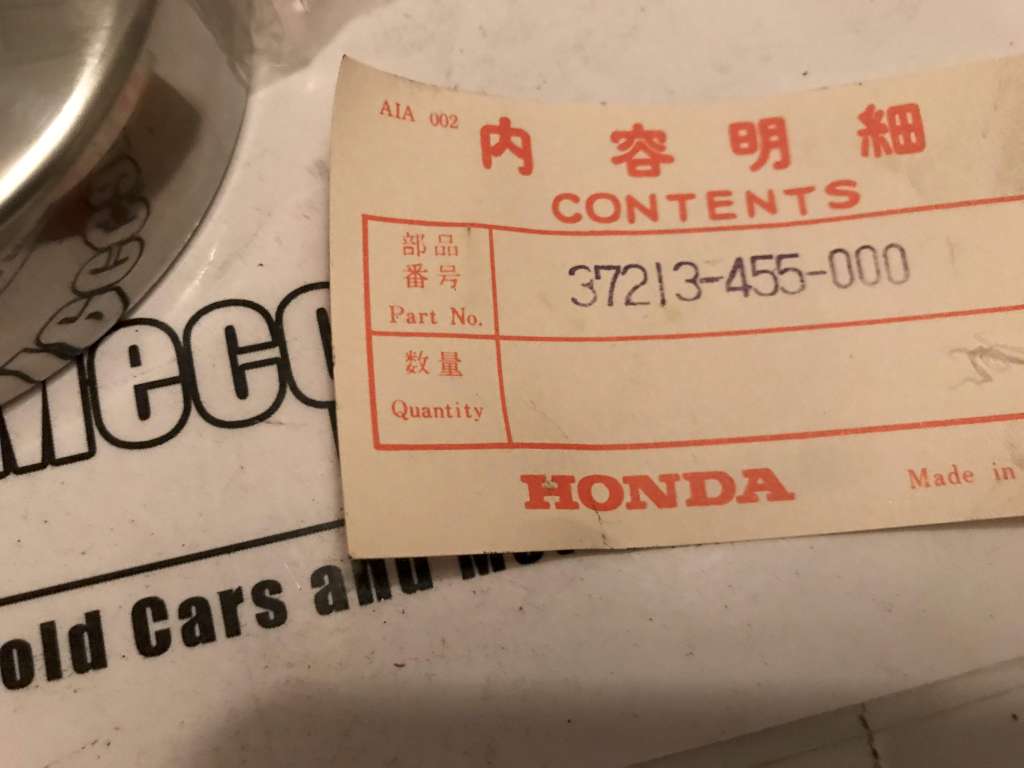 AIA 002
内容明細
CONTENTS
部品
番号
Part No.
37213-455-000
数量
Quantity
HONDA
Made in
Mecq
old Cars and